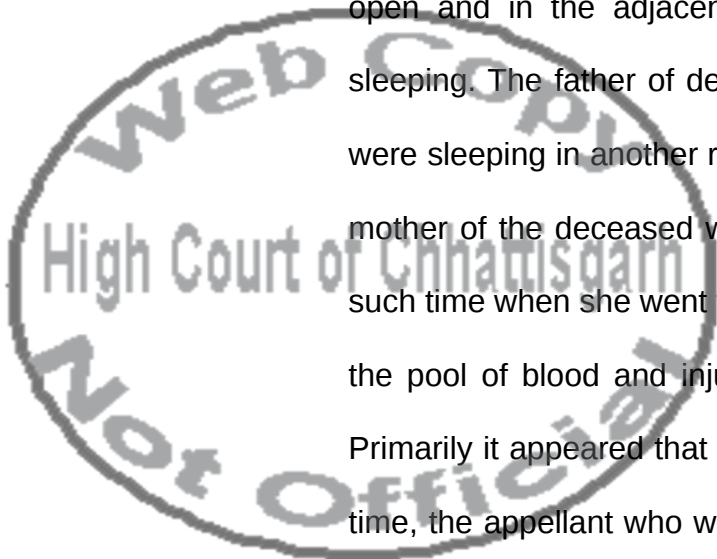 open and in the adjacen
sleeping. The father of de
were sleeping in another r
mother of the deceased w
such time when she went
the pool of blood and inju
Primarily it appeared that
time, the appellant who w
Web Copy
High Court of Chhattisgarh
Not Official